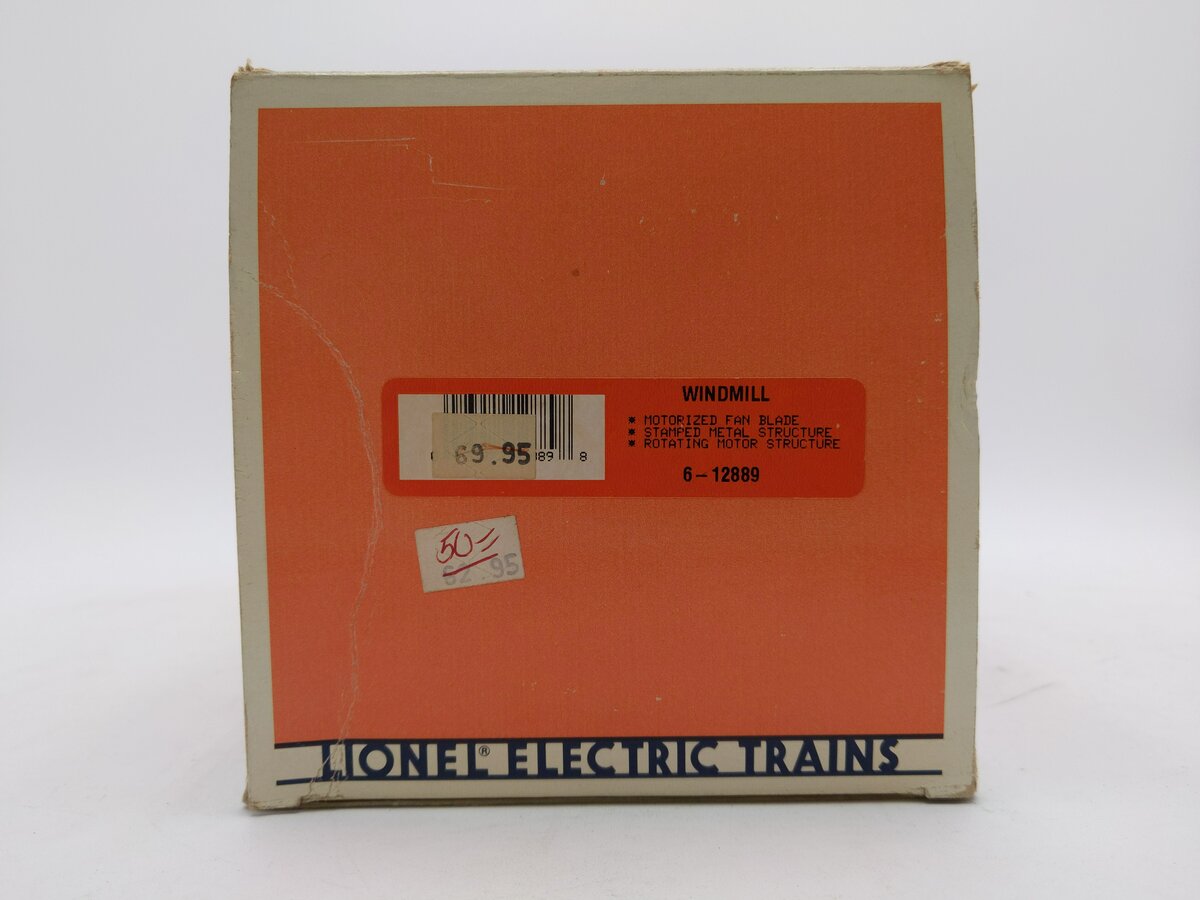 WINDMILL
* MOTORIZED FAN BLADE
* STAMPED METAL STRUCTURE
* ROTATING MOTOR STRUCTURE
6-12889
69.95
89 8
50=
62.95
LIONEL® ELECTRIC TRAINS